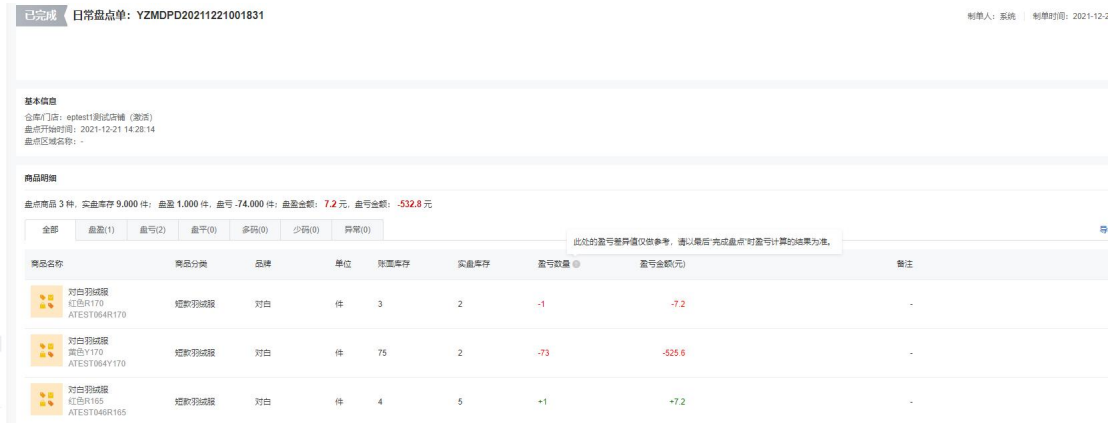 已完成 日常盘点单：YZMDPD20211221001831 制单人：系统 制单时间：2021-12-2
基本信息
仓库/门店：eptest1测试店铺（激活）
盘点开始时间：2021-12-21 14:28:14
盘点区域名称：-
商品明细
盘点商品 3 种，实盘库存 9.000 件； 盘盈 1.000 件，盘亏 -74.000 件；盘盈金额： 7.2 元，盘亏金额： -532.8 元
全部 盘盈(1) 盘亏(2) 盘平(0) 多码(0) 少码(0) 异常(0) 导
此处的盈亏差异值仅做参考，请以最后“完成盘点”时盈亏计算的结果为准。
商品名称 商品分类 品牌 单位 账面库存 实盘库存 盈亏数量 盈亏金额(元) 备注
对白羽绒服
红色R170
ATEST064R170
短款羽绒服 对白 件 3 2 -1 -7.2 -
对白羽绒服
黄色Y170
ATEST064Y170
短款羽绒服 对白 件 75 2 -73 -525.6 -
对白羽绒服
红色R165
ATEST046R165
短款羽绒服 对白 件 4 5 +1 +7.2 -